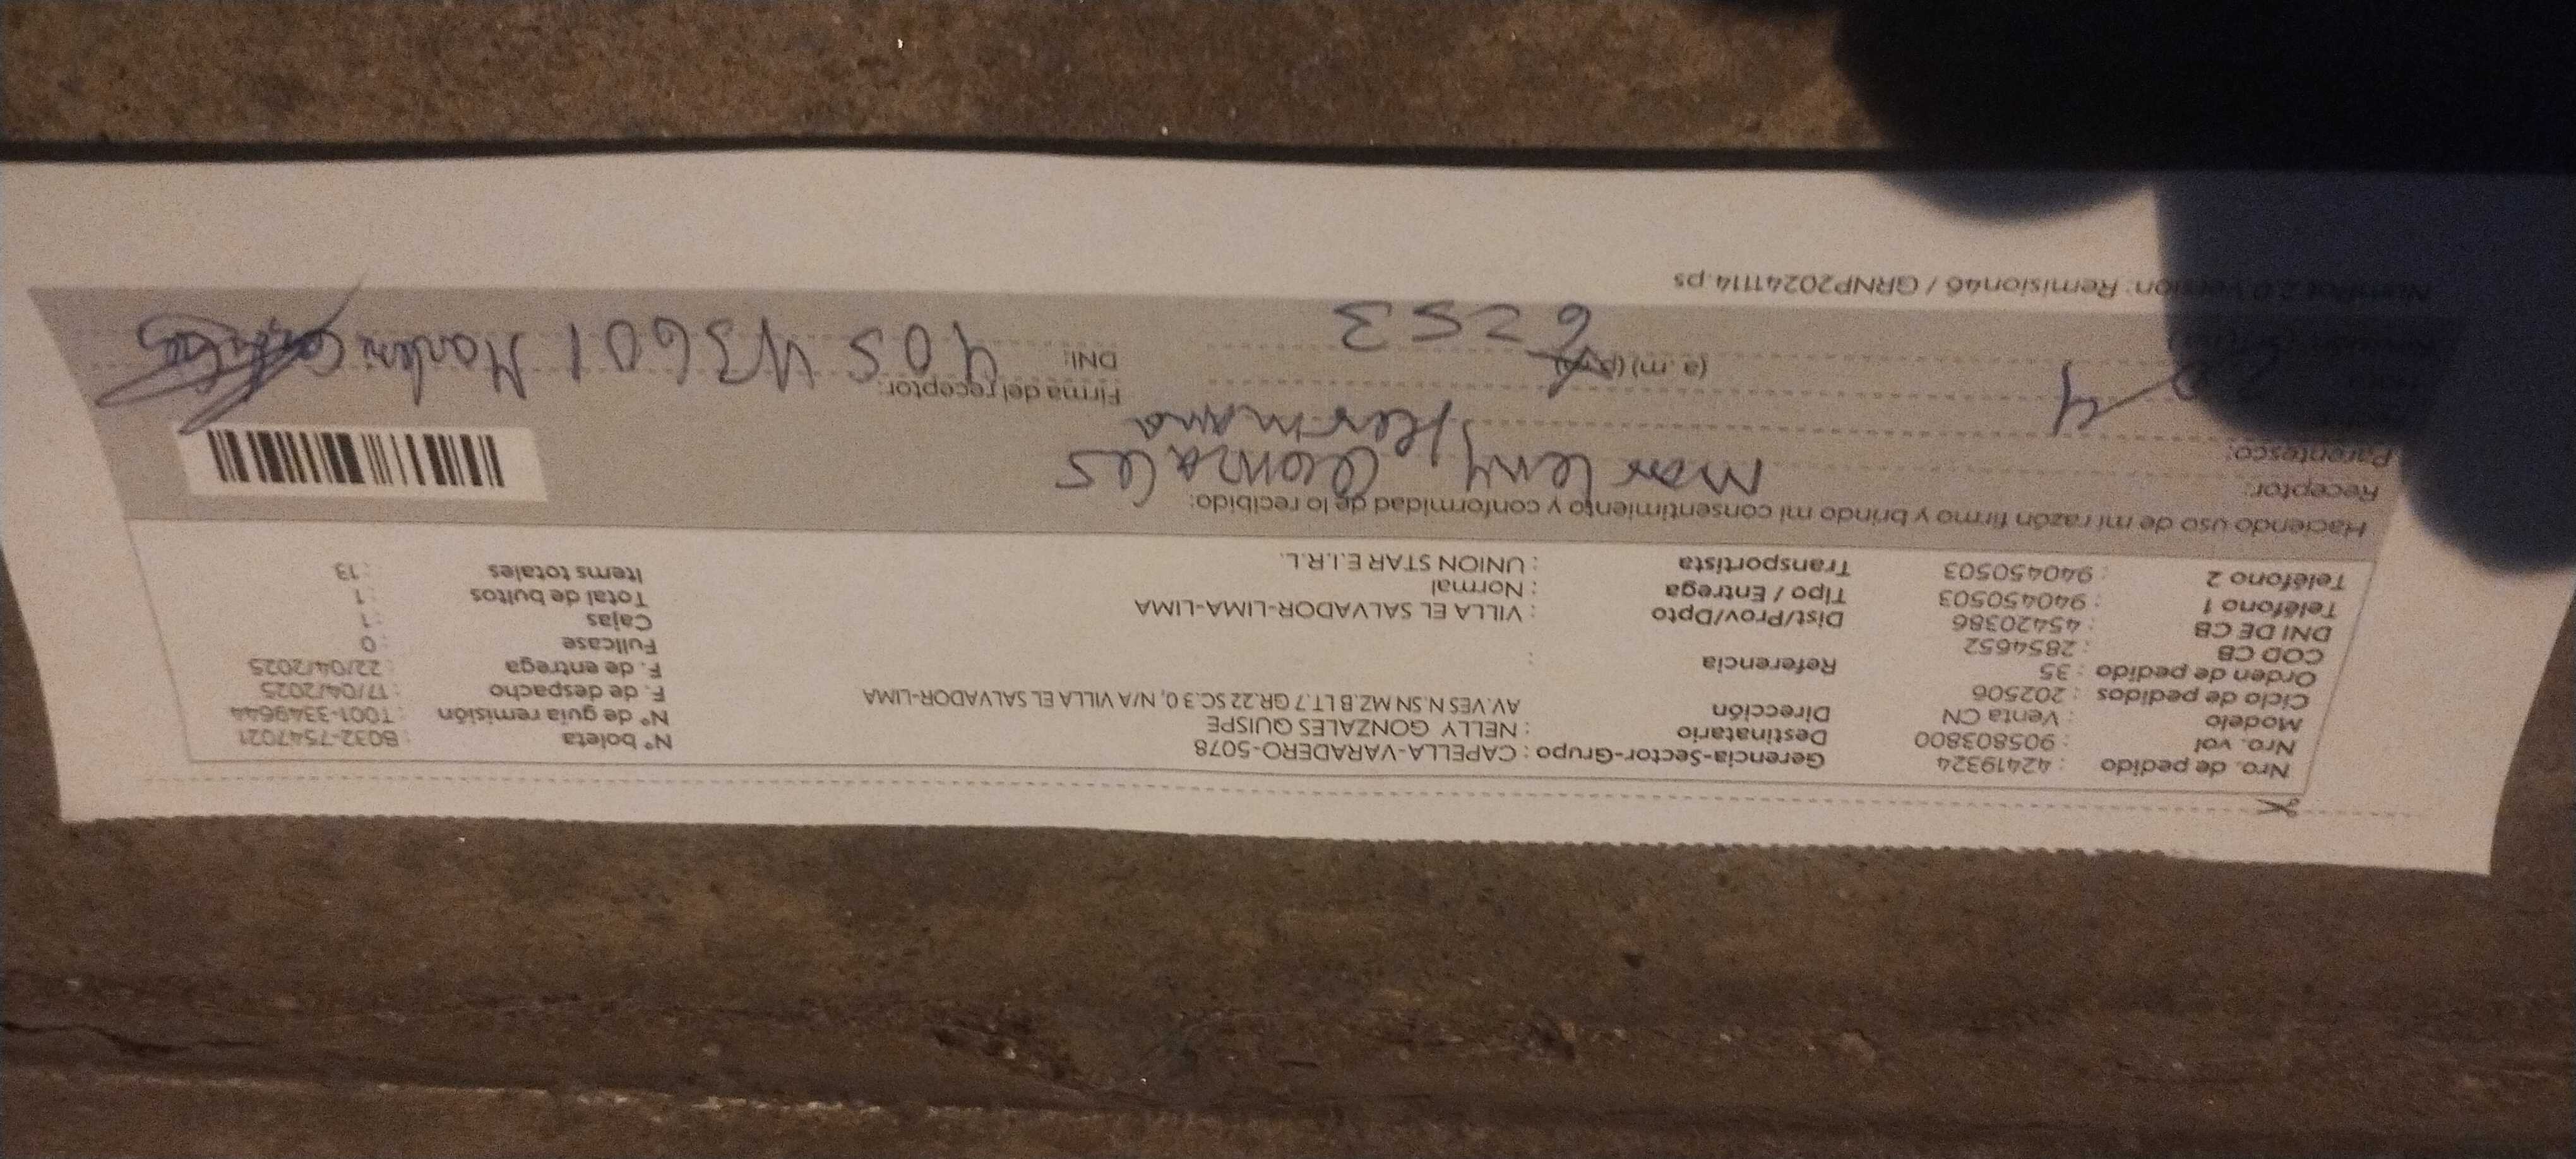 Nro. de pedido : 42419324
Nro. vol : 905803800
Modelo : Venta CN
Ciclo de pedidos : 202506
Orden de pedido : 35
COD CB : 2854652
DNI DE CB : 45420386
Teléfono 1 : 940450503
Teléfono 2 : 940450503
Gerencia-Sector-Grupo : CAPELLA-VARADERO-5078
Destinatario : NELLY GONZALES QUISPE
Dirección AV.VES N.SN MZ.B LT.7 GR.22 SC.3 0, N/A VILLA EL SALVADOR-LIMA
Referencia :
Dist/Prov/Dpto : VILLA EL SALVADOR-LIMA-LIMA
Tipo / Entrega : Normal
Transportista : UNION STAR E.I.R.L.
N° boleta : B032-7547021
N° de guía remisión : T001-3349644
F. de despacho : 17/04/2025
F. de entrega : 22/04/2025
Fullcase : 0
Cajas : 1
Total de bultos : 1
Items totales : 13
Haciendo uso de mi razón firmo y brindo mi consentimiento y conformidad de lo recibido:
Receptor: Marleny Gonzales
Parentesco: Hermana
(a.m) (p.m) 6=53
Firma del receptor:
DNI: 40543601
Remision46 / GRNP20241114.ps